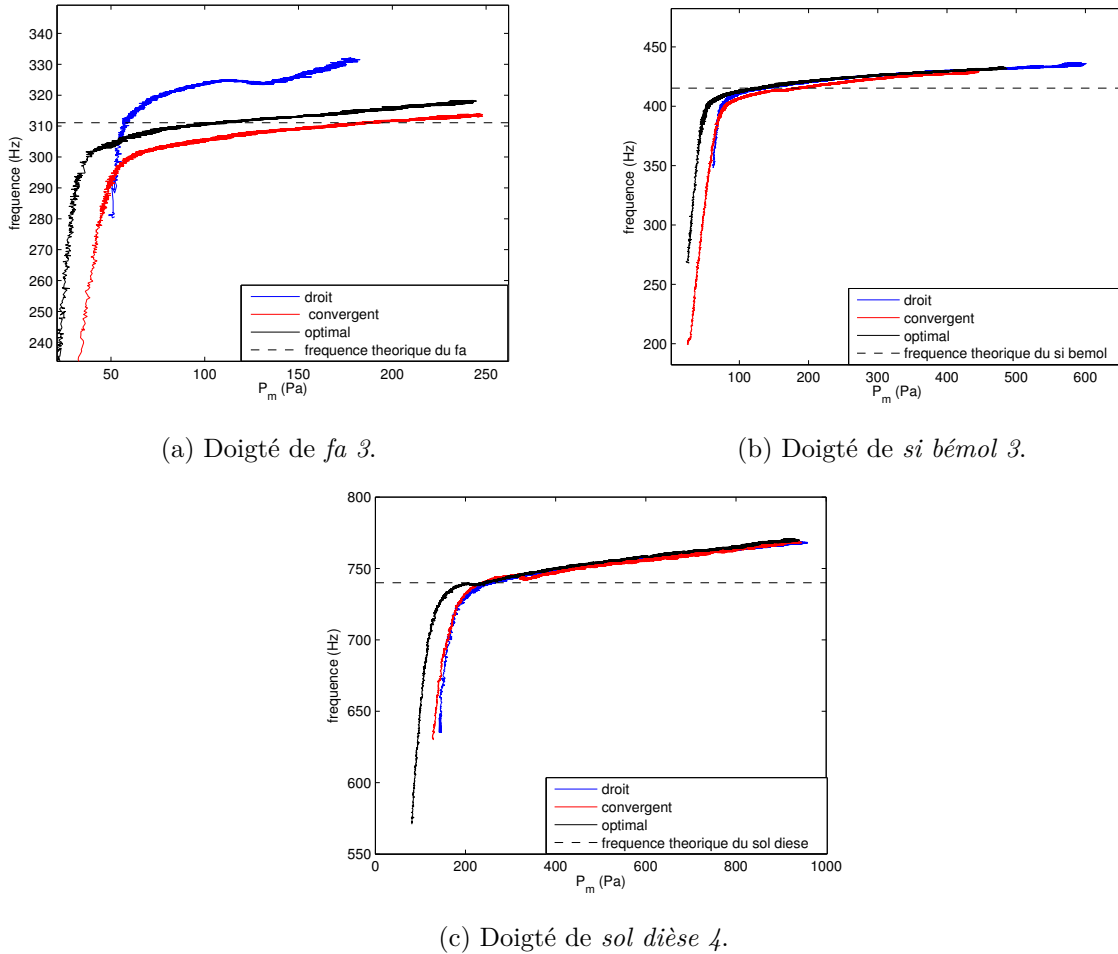 349
340
330
320
311
300
290
280
270
260
250
240
frequence (Hz)
50
100
150
200
250
P_m (Pa)
droit
convergent
optimal
frequence theorique du fa
(a) Doigté de fa 3.
450
415
400
350
300
250
200
frequence (Hz)
100
200
300
400
500
600
P_m (Pa)
droit
convergent
optimal
frequence theorique du si bemol
(b) Doigté de si bémol 3.
800
750
700
650
600
550
frequence (Hz)
0
200
400
600
800
1000
P_m (Pa)
droit
convergent
optimal
frequence theorique du sol diese
(c) Doigté de sol dièse 4.